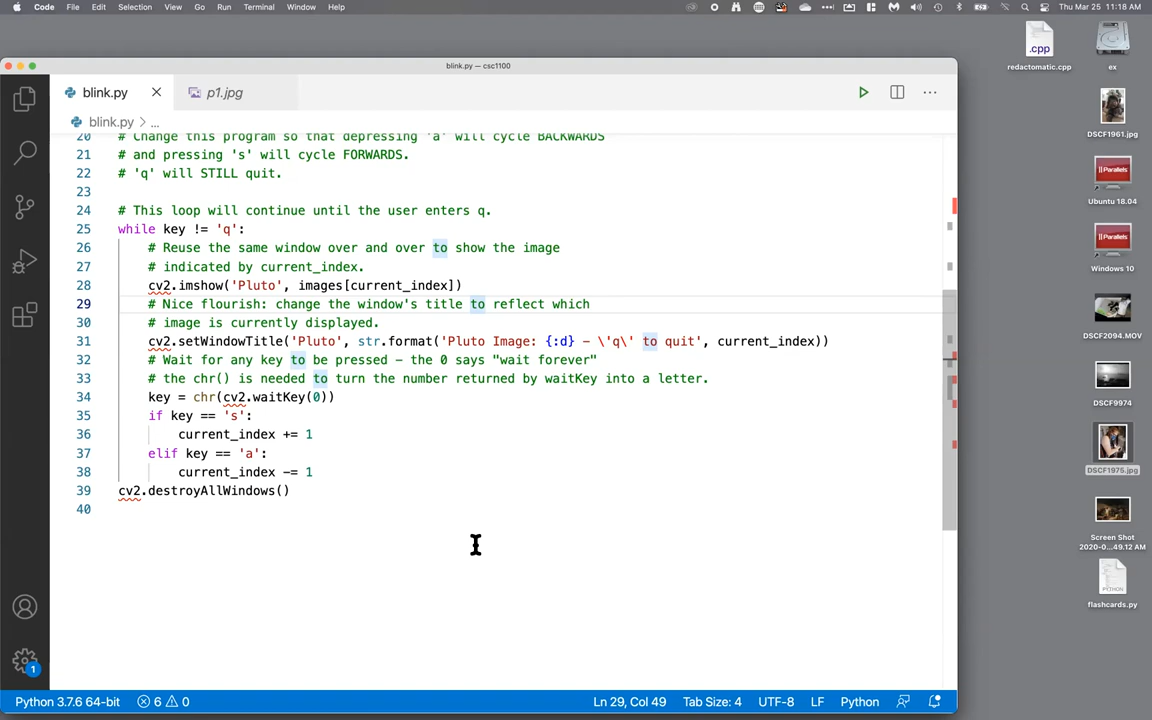 Code File Edit Selection View Go Run Terminal Window Help Thu Mar 25 11:18 AM
blink.py — csc1100
blink.py p1.jpg
blink.py > ...
20 # Change this program so that depressing 'a' will cycle BACKWARDS
21 # and pressing 's' will cycle FORWARDS.
22 # 'q' will STILL quit.
23
24 # This loop will continue until the user enters q.
25 while key != 'q':
26 # Reuse the same window over and over to show the image
27 # indicated by current_index.
28 cv2.imshow('Pluto', images[current_index])
29 # Nice flourish: change the window's title to reflect which
30 # image is currently displayed.
31 cv2.setWindowTitle('Pluto', str.format('Pluto Image: {:d} - \'q\' to quit', current_index))
32 # Wait for any key to be pressed - the 0 says "wait forever"
33 # the chr() is needed to turn the number returned by waitKey into a letter.
34 key = chr(cv2.waitKey(0))
35 if key == 's':
36 current_index += 1
37 elif key == 'a':
38 current_index -= 1
39 cv2.destroyAllWindows()
40
1
Python 3.7.6 64-bit 6 0 Ln 29, Col 49 Tab Size: 4 UTF-8 LF Python
.cpp
redactomatic.cpp
ex
DSCF1961.jpg
Parallels
Ubuntu 18.04
Parallels
Windows 10
DSCF2094.MOV
DSCF9974
DSCF1975.jpg
Screen Shot
2020-0...49.12 AM
PYTHON
flashcards.py